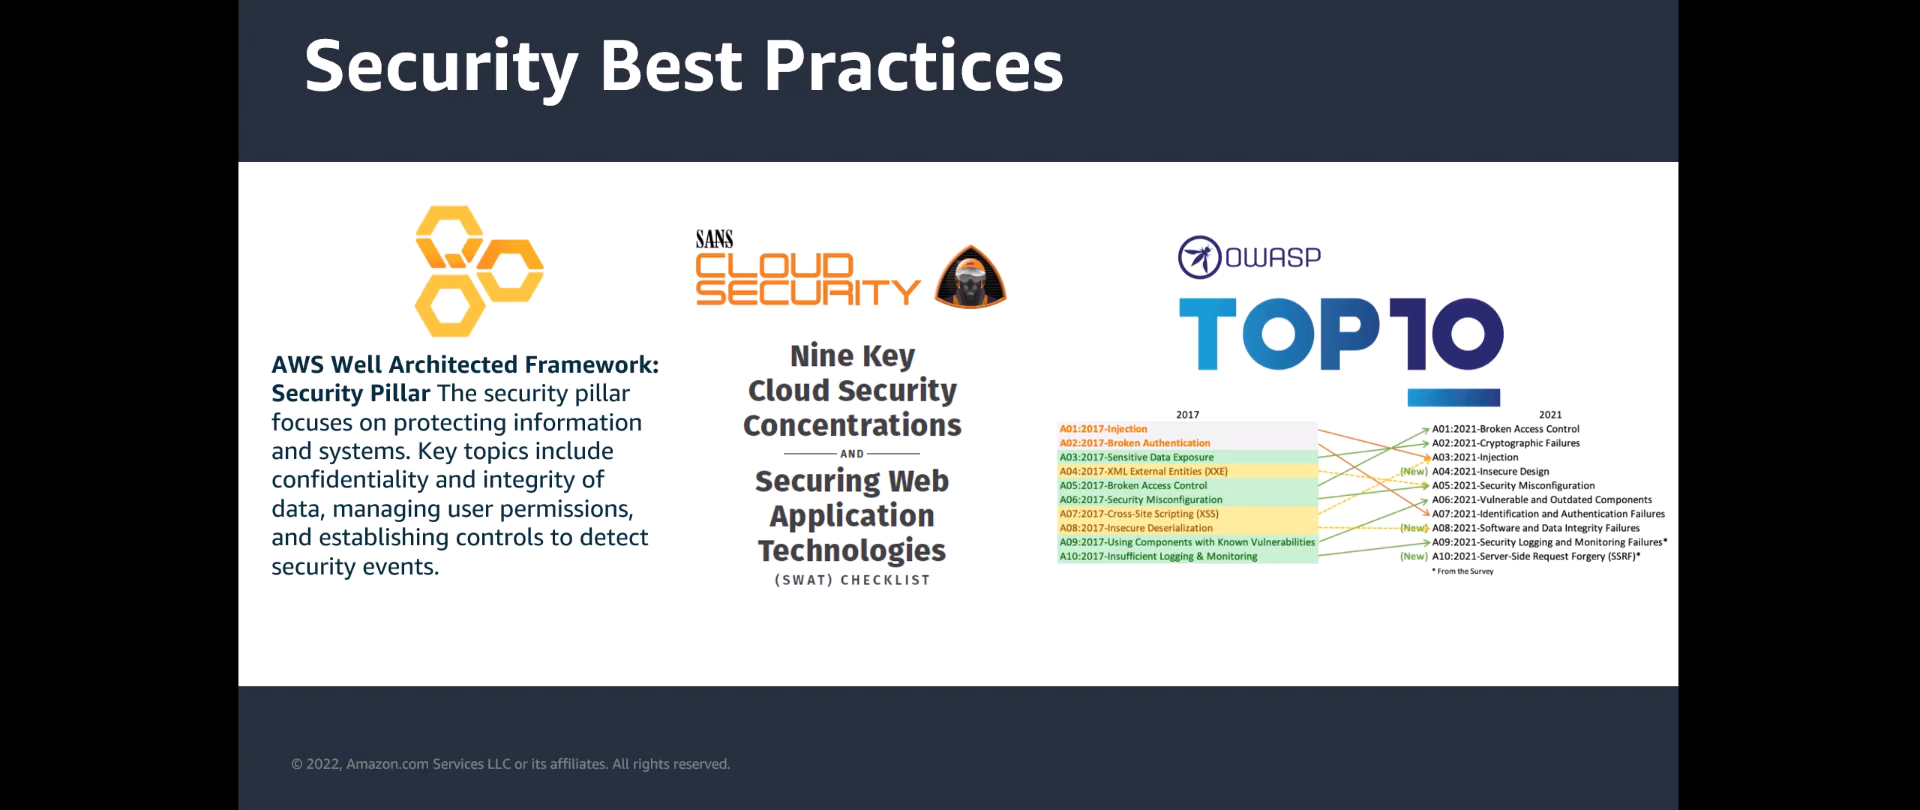 Security Best Practices
AWS Well Architected Framework:
Security Pillar The security pillar
focuses on protecting information
and systems. Key topics include
confidentiality and integrity of
data, managing user permissions,
and establishing controls to detect
security events.
SANS
CLOUD
SECURITY
Nine Key
Cloud Security
Concentrations
AND
Securing Web
Application
Technologies
(SWAT) CHECKLIST
OWASP
TOP10
2017
A01:2017-Injection
A02:2017-Broken Authentication
A03:2017-Sensitive Data Exposure
A04:2017-XML External Entities (XXE)
A05:2017-Broken Access Control
A06:2017-Security Misconfiguration
A07:2017-Cross-Site Scripting (XSS)
A08:2017-Insecure Deserialization
A09:2017-Using Components with Known Vulnerabilities
A10:2017-Insufficient Logging & Monitoring
2021
A01:2021-Broken Access Control
A02:2021-Cryptographic Failures
A03:2021-Injection
(New) A04:2021-Insecure Design
A05:2021-Security Misconfiguration
A06:2021-Vulnerable and Outdated Components
A07:2021-Identification and Authentication Failures
(New) A08:2021-Software and Data Integrity Failures
A09:2021-Security Logging and Monitoring Failures*
(New) A10:2021-Server-Side Request Forgery (SSRF)*
* From the Survey
© 2022, Amazon.com Services LLC or its affiliates. All rights reserved.